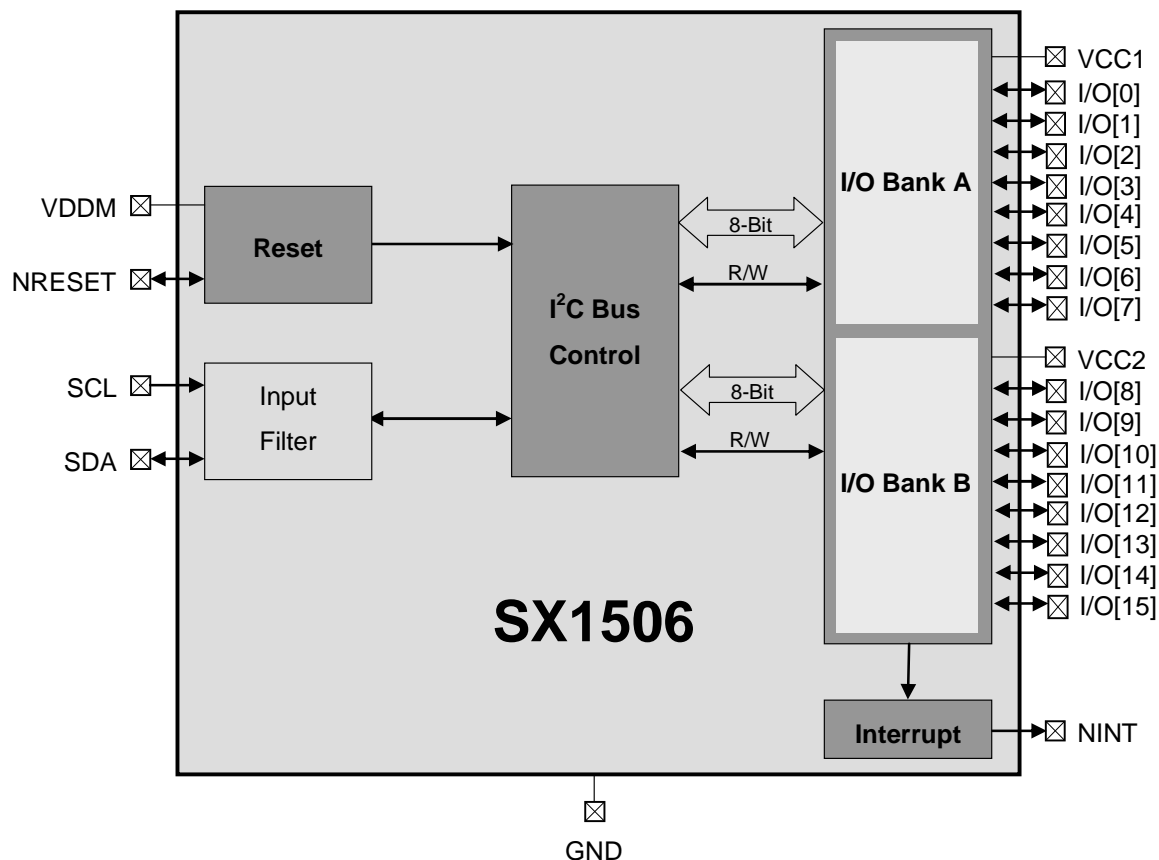 VDDM
NRESET
SCL
SDA
Reset
Input
Filter
I²C Bus
Control
8-Bit
R/W
8-Bit
R/W
I/O Bank A
I/O Bank B
VCC1
I/O[0]
I/O[1]
I/O[2]
I/O[3]
I/O[4]
I/O[5]
I/O[6]
I/O[7]
VCC2
I/O[8]
I/O[9]
I/O[10]
I/O[11]
I/O[12]
I/O[13]
I/O[14]
I/O[15]
SX1506
Interrupt
NINT
GND